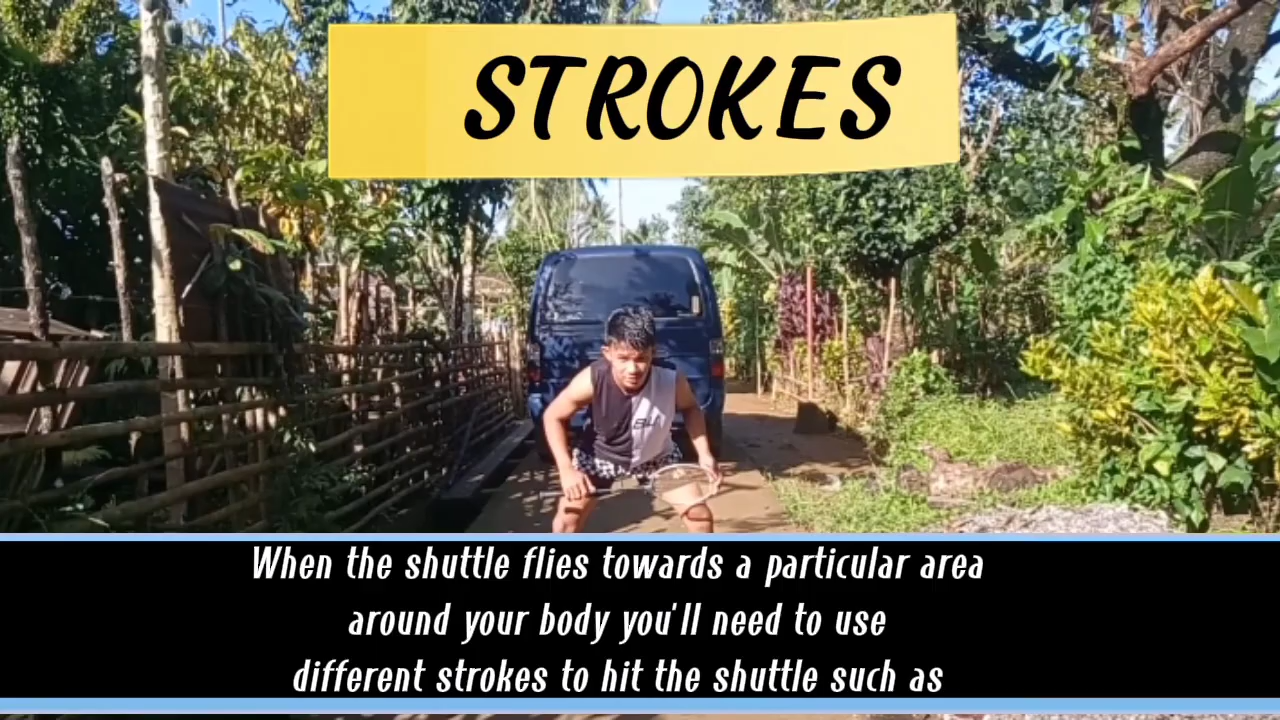 STROKES
When the shuttle flies towards a particular area
around your body you'll need to use
different strokes to hit the shuttle such as